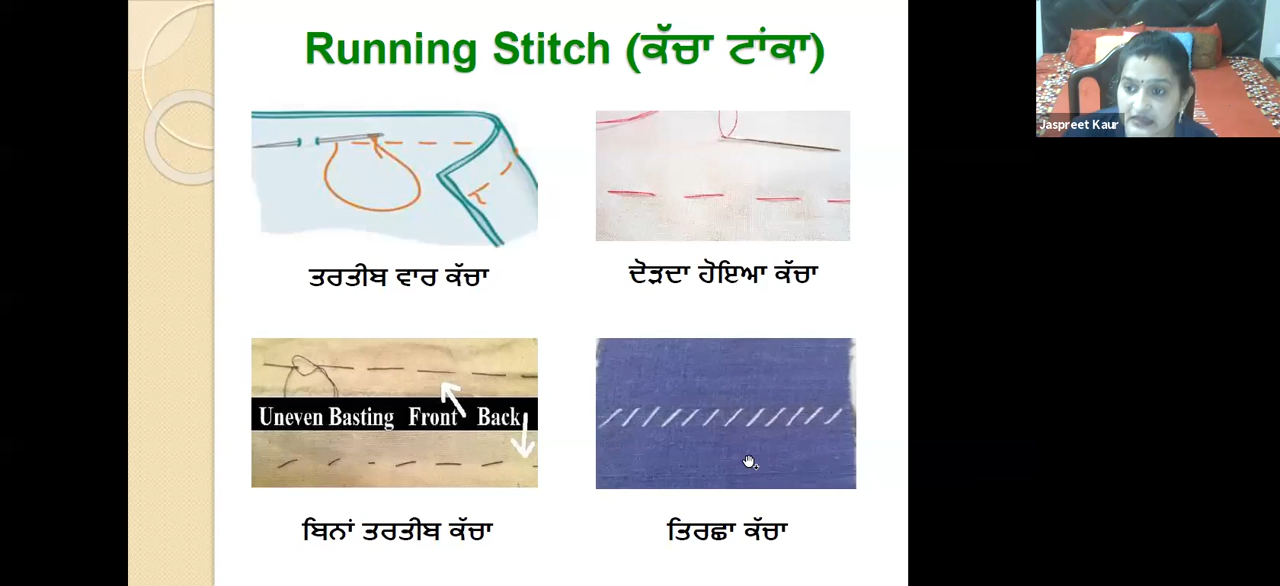 Running Stitch (ਕੱਚਾ ਟਾਂਕਾ)
Jaspreet Kaur
ਤਰਤੀਬ ਵਾਰ ਕੱਚਾ
ਦੋੜਦਾ ਹੋਇਆ ਕੱਚਾ
Uneven Basting Front Back
ਬਿਨਾਂ ਤਰਤੀਬ ਕੱਚਾ
ਤਿਰਛਾ ਕੱਚਾ